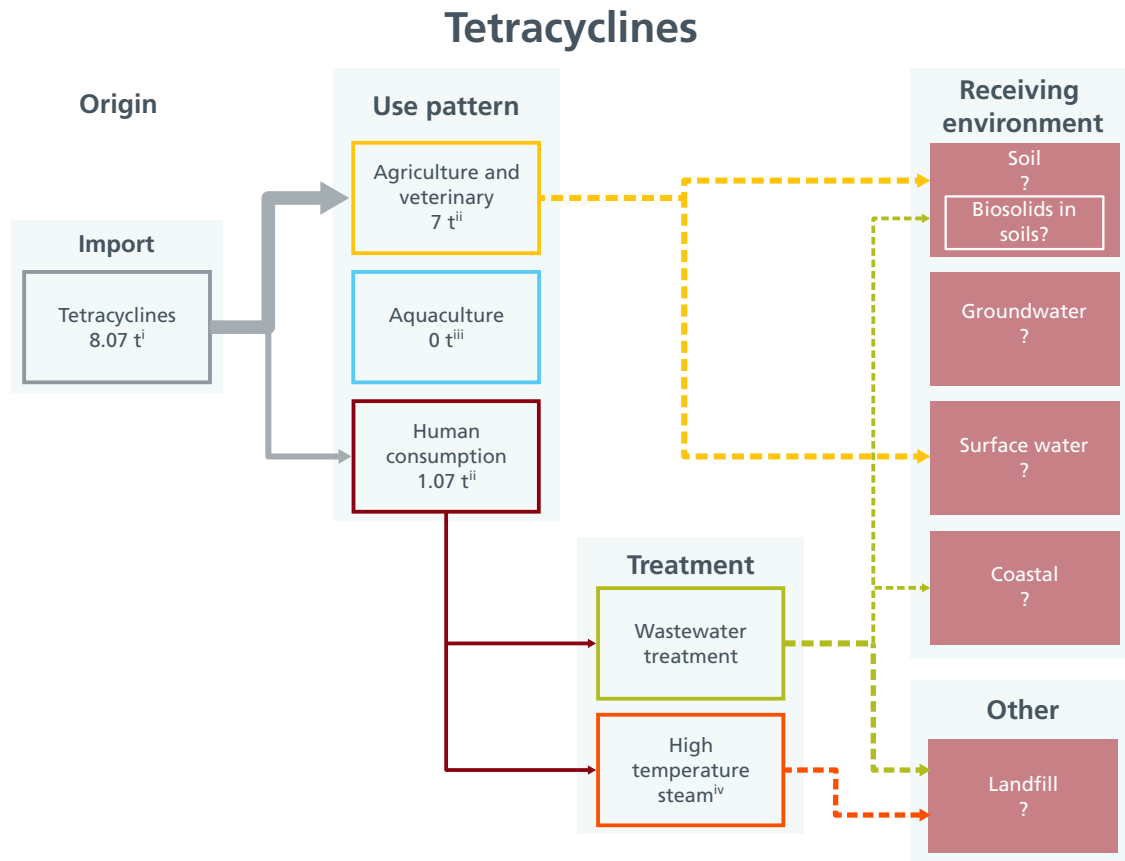 Tetracyclines
Origin
Import
Tetracyclines
8.07 tⁱ
Use pattern
Agriculture and
veterinary
7 tⁱⁱ
Aquaculture
0 tⁱⁱⁱ
Human
consumption
1.07 tⁱⁱ
Treatment
Wastewater
treatment
High
temperature
steamⁱᵛ
Receiving
environment
Soil
?
Biosolids in
soils?
Groundwater
?
Surface water
?
Coastal
?
Other
Landfill
?